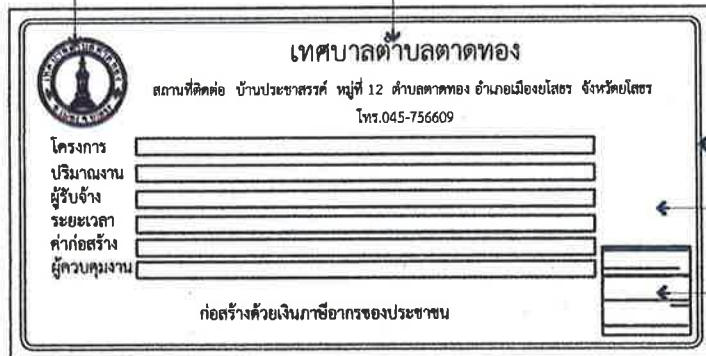 เทศบาลตำบลตาดทอง
สถานที่ติดต่อ บ้านประชาสรรค์ หมู่ที่ 12 ตำบลตาดทอง อำเภอเมืองยโสธร จังหวัดยโสธร
โทร.045-756609
โครงการ
ปริมาณงาน
ผู้รับจ้าง
ระยะเวลา
ค่าก่อสร้าง
ผู้ควบคุมงาน
ก่อสร้างด้วยเงินภาษีอากรของประชาชน